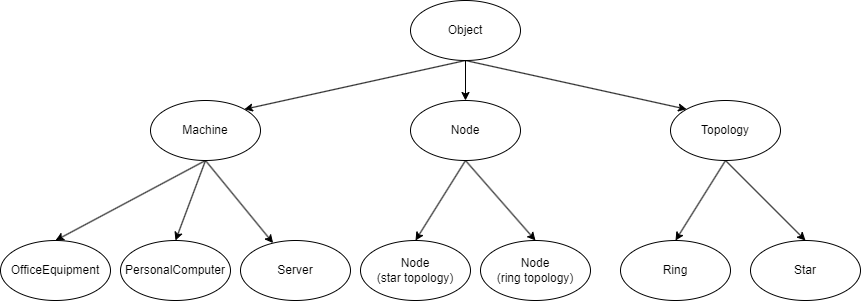 Object
Machine
Node
Topology
OfficeEquipment
PersonalComputer
Server
Node
(star topology)
Node
(ring topology)
Ring
Star